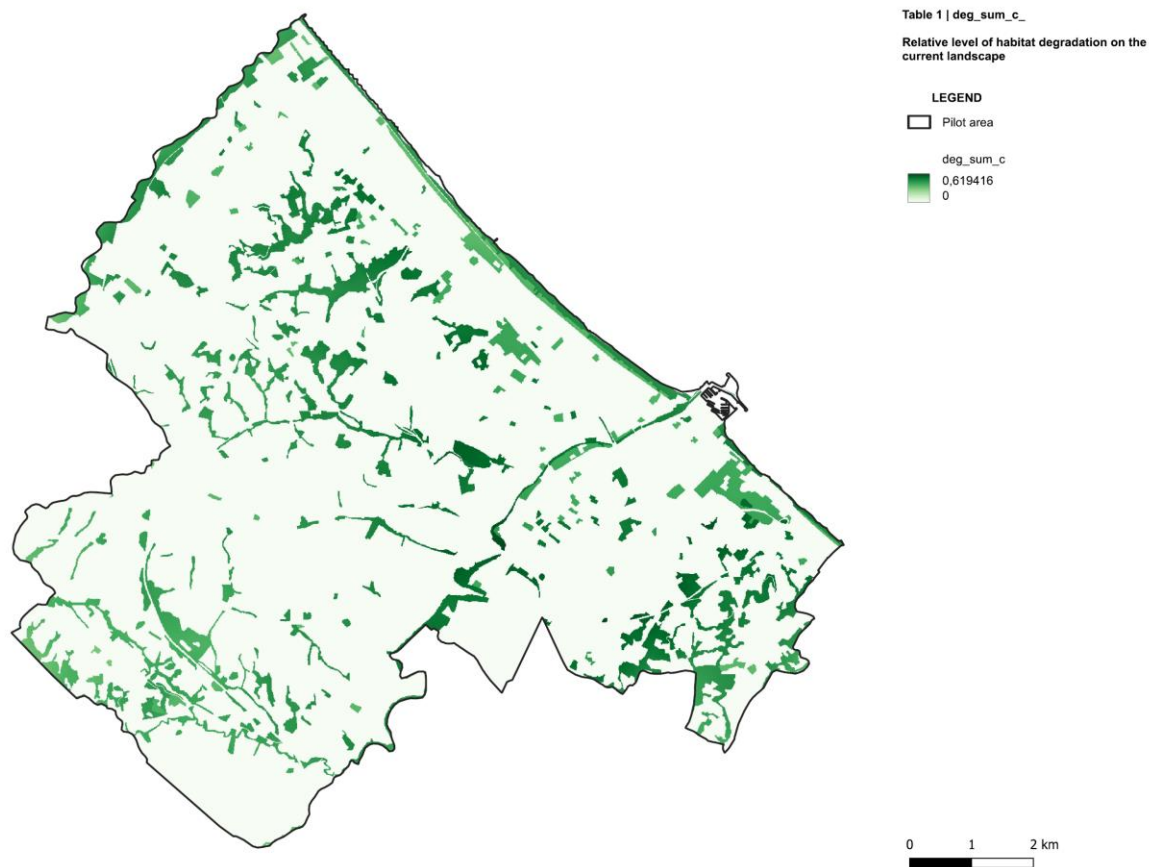 Table 1 | deg_sum_c_
Relative level of habitat degradation on the
current landscape
LEGEND
Pilot area
deg_sum_c
0,619416
0
0 1 2 km